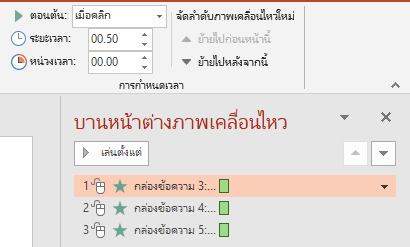 ตอนต้น: เมื่อคลิก
จัดลำดับภาพเคลื่อนไหวใหม่
ระยะเวลา: 00.50
ย้ายไปก่อนหน้านี้
หน่วงเวลา: 00.00
ย้ายไปหลังจากนี้
การกำหนดเวลา
บานหน้าต่างภาพเคลื่อนไหว
เล่นตั้งแต่
1 กล่องข้อความ 3:...
2 กล่องข้อความ 4:...
3 กล่องข้อความ 5:...